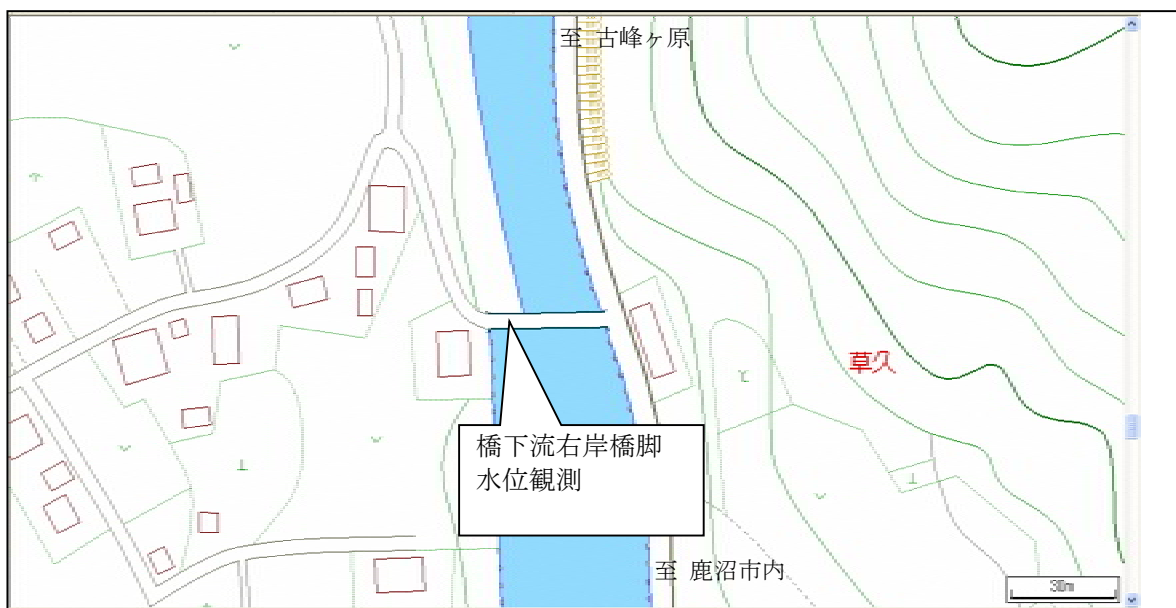 至 古峰ヶ原
草久
橋下流右岸橋脚
水位観測
至 鹿沼市内
30m